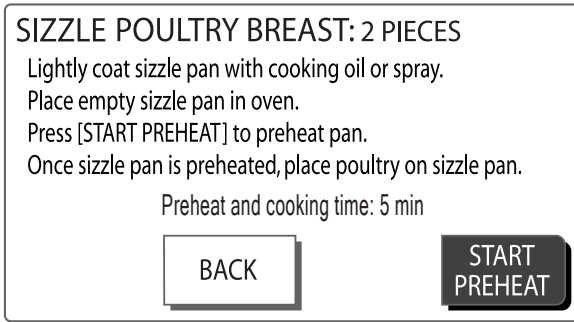 SIZZLE POULTRY BREAST: 2 PIECES
Lightly coat sizzle pan with cooking oil or spray.
Place empty sizzle pan in oven.
Press [START PREHEAT] to preheat pan.
Once sizzle pan is preheated, place poultry on sizzle pan.
Preheat and cooking time: 5 min
BACK
START
PREHEAT